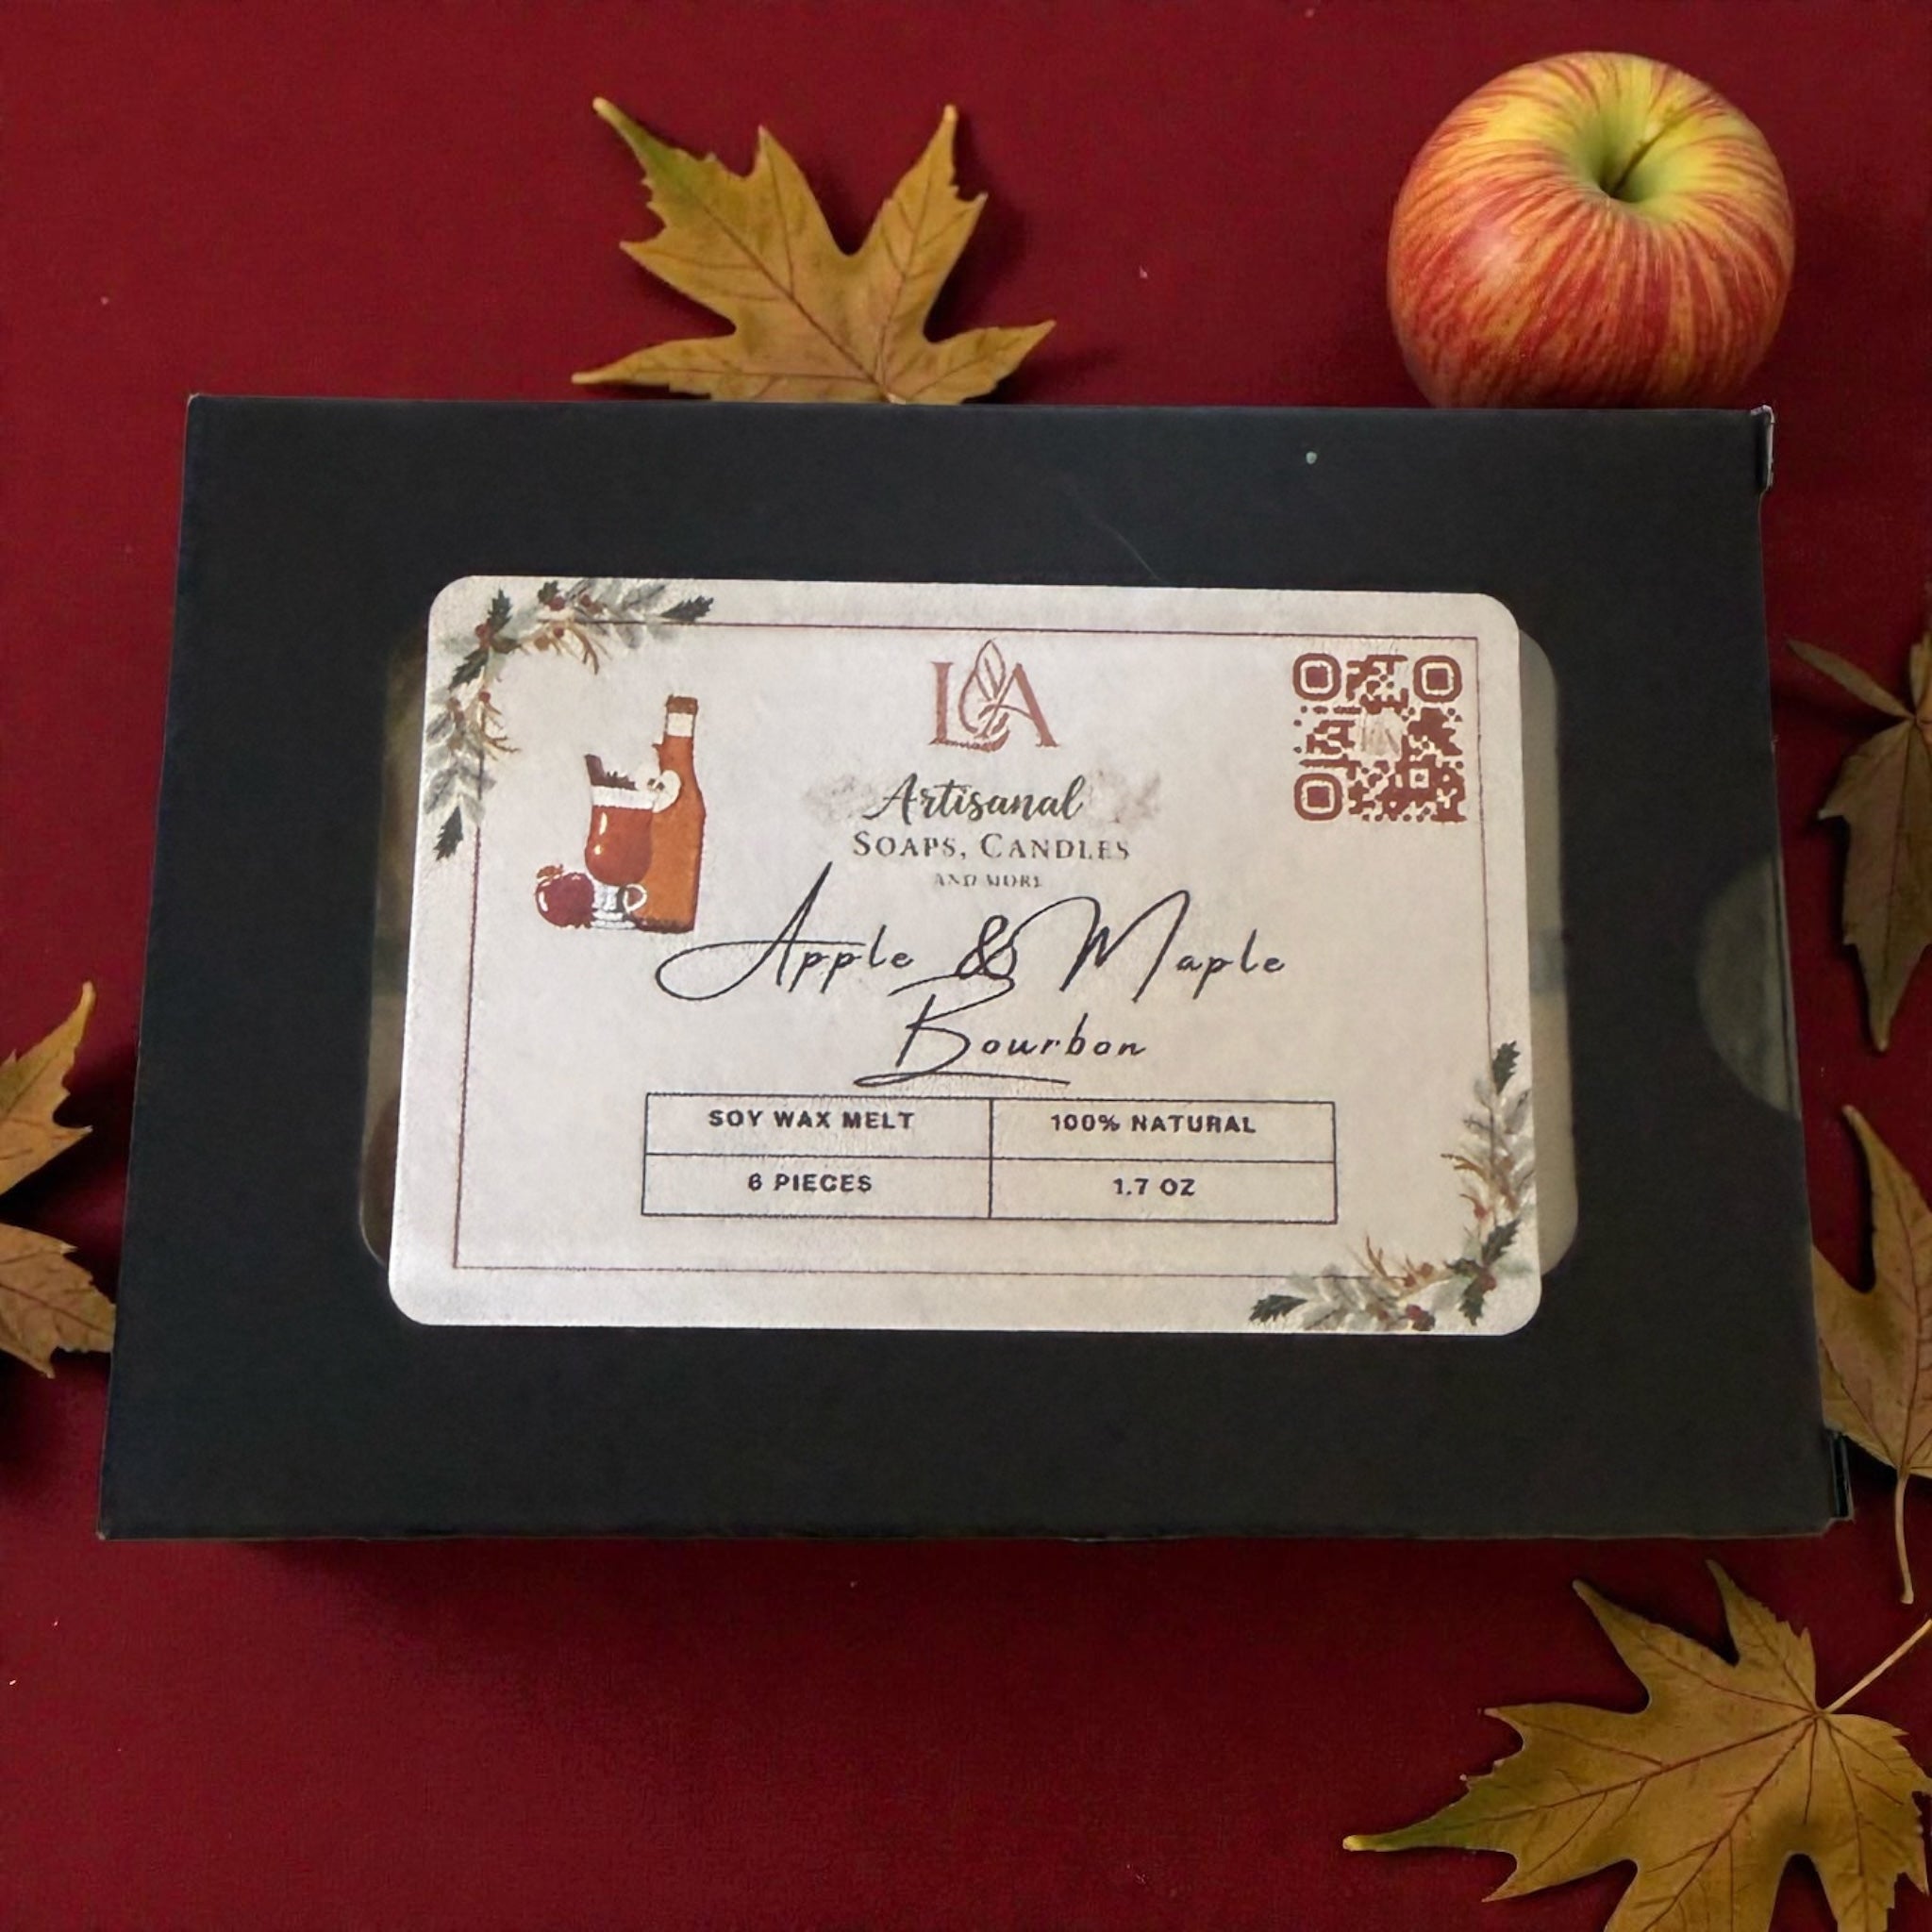 LA
Artisanal
SOAPS, CANDLES
AND MORE
Apple & Maple
Bourbon
SOY WAX MELT
100% NATURAL
6 PIECES
1.7 OZ